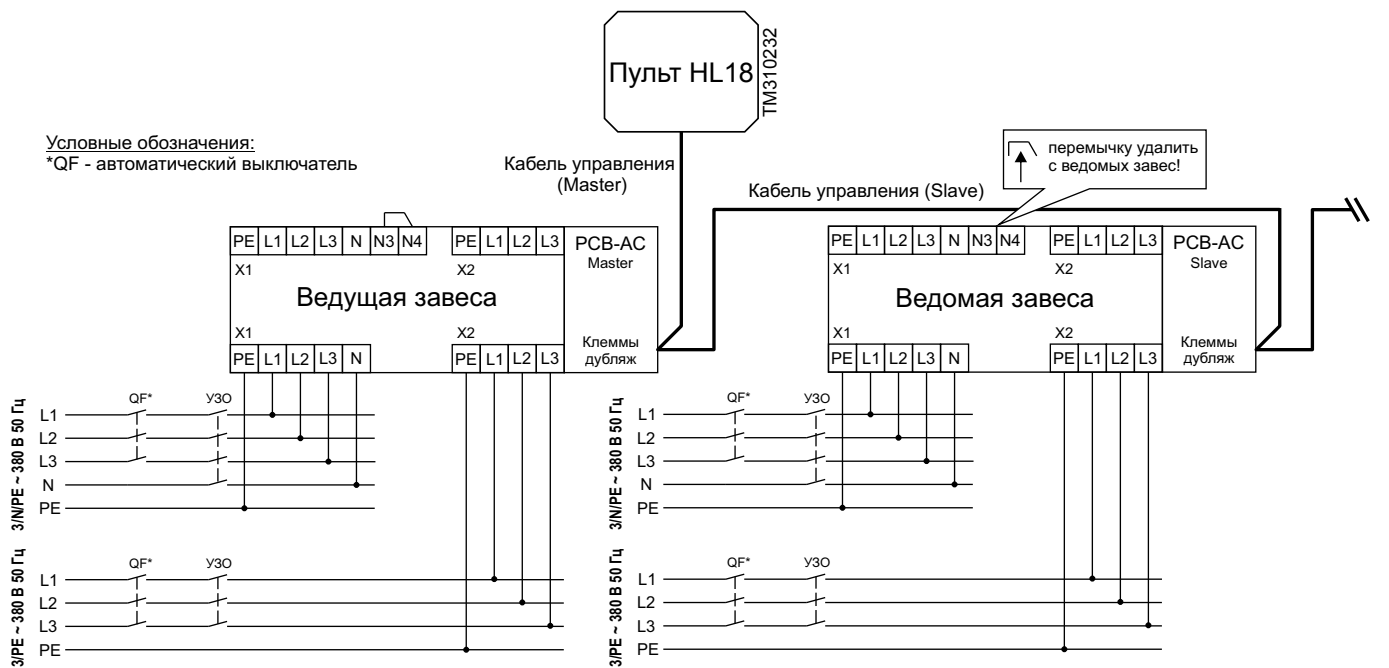 Пульт HL18
TM310232
Условные обозначения:
*QF - автоматический выключатель
Кабель управления
(Master)
Кабель управления (Slave)
перемычку удалить
с ведомых завес!
PE L1 L2 L3 N N3 N4
PE L1 L2 L3
X1
X2
PCB-AC
Master
Ведущая завеса
X1
X2
Клеммы
дубляж
PE L1 L2 L3 N
PE L1 L2 L3
PE L1 L2 L3 N N3 N4
PE L1 L2 L3
X1
X2
PCB-AC
Slave
Ведомая завеса
X1
X2
Клеммы
дубляж
PE L1 L2 L3 N
PE L1 L2 L3
3/N/PE ~ 380 В 50 Гц
QF*
УЗО
L1
L2
L3
N
PE
3/N/PE ~ 380 В 50 Гц
QF*
УЗО
L1
L2
L3
N
PE
3/PE ~ 380 В 50 Гц
QF*
УЗО
L1
L2
L3
PE
3/PE ~ 380 В 50 Гц
QF*
УЗО
L1
L2
L3
PE